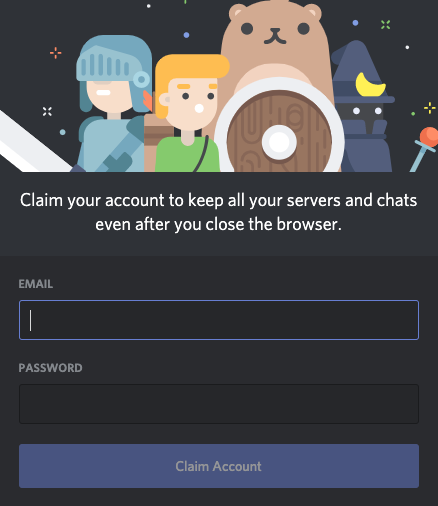 Claim your account to keep all your servers and chats
even after you close the browser.
EMAIL
PASSWORD
Claim Account